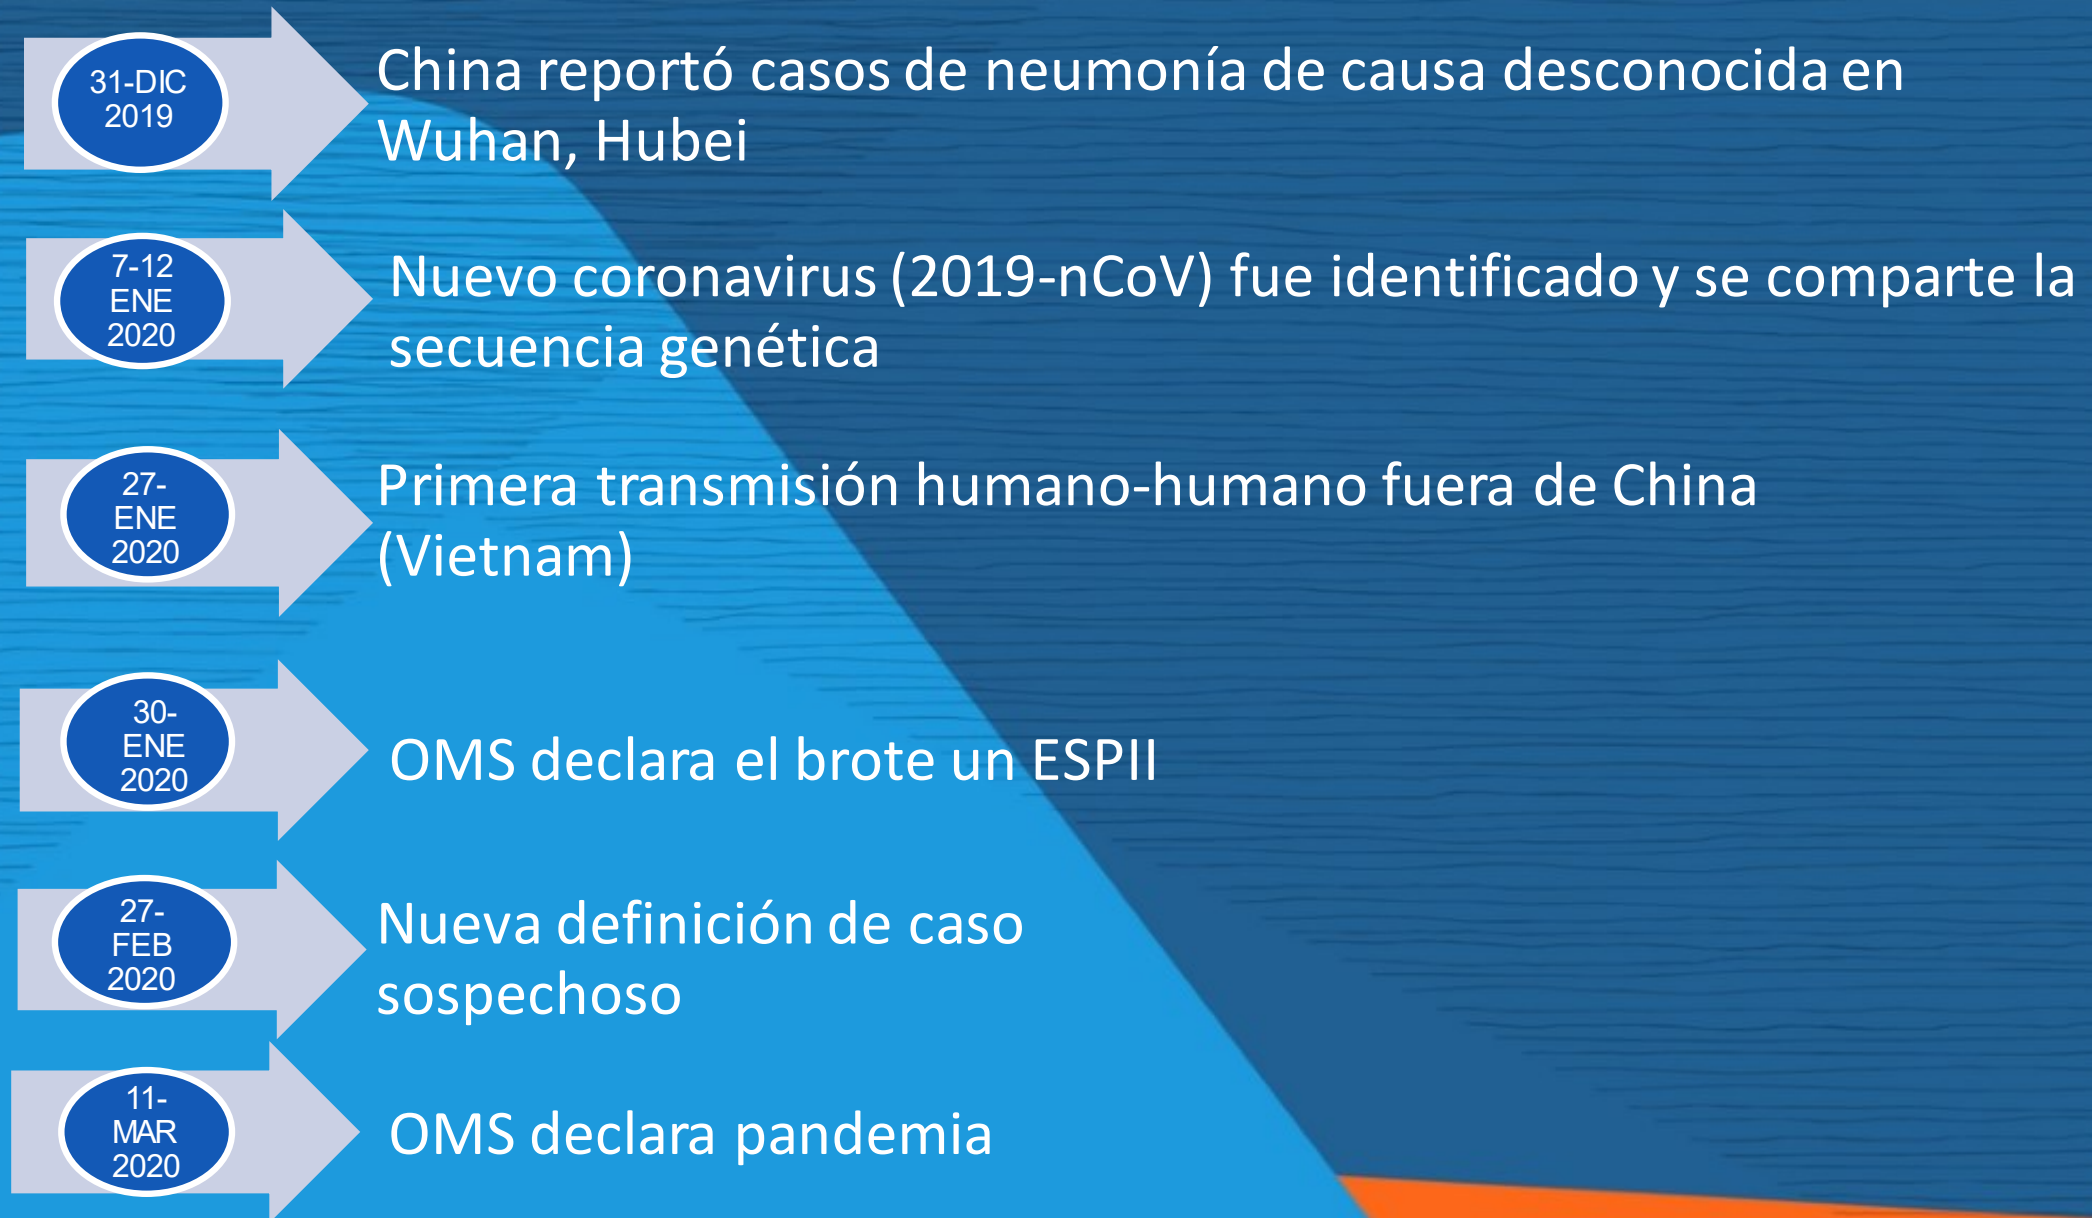 31-DIC
2019
China reportó casos de neumonía de causa desconocida en
Wuhan, Hubei
7-12
ENE
2020
Nuevo coronavirus (2019-nCoV) fue identificado y se comparte la
secuencia genética
27-
ENE
2020
Primera transmisión humano-humano fuera de China
(Vietnam)
30-
ENE
2020
OMS declara el brote un ESPII
27-
FEB
2020
Nueva definición de caso
sospechoso
11-
MAR
2020
OMS declara pandemia